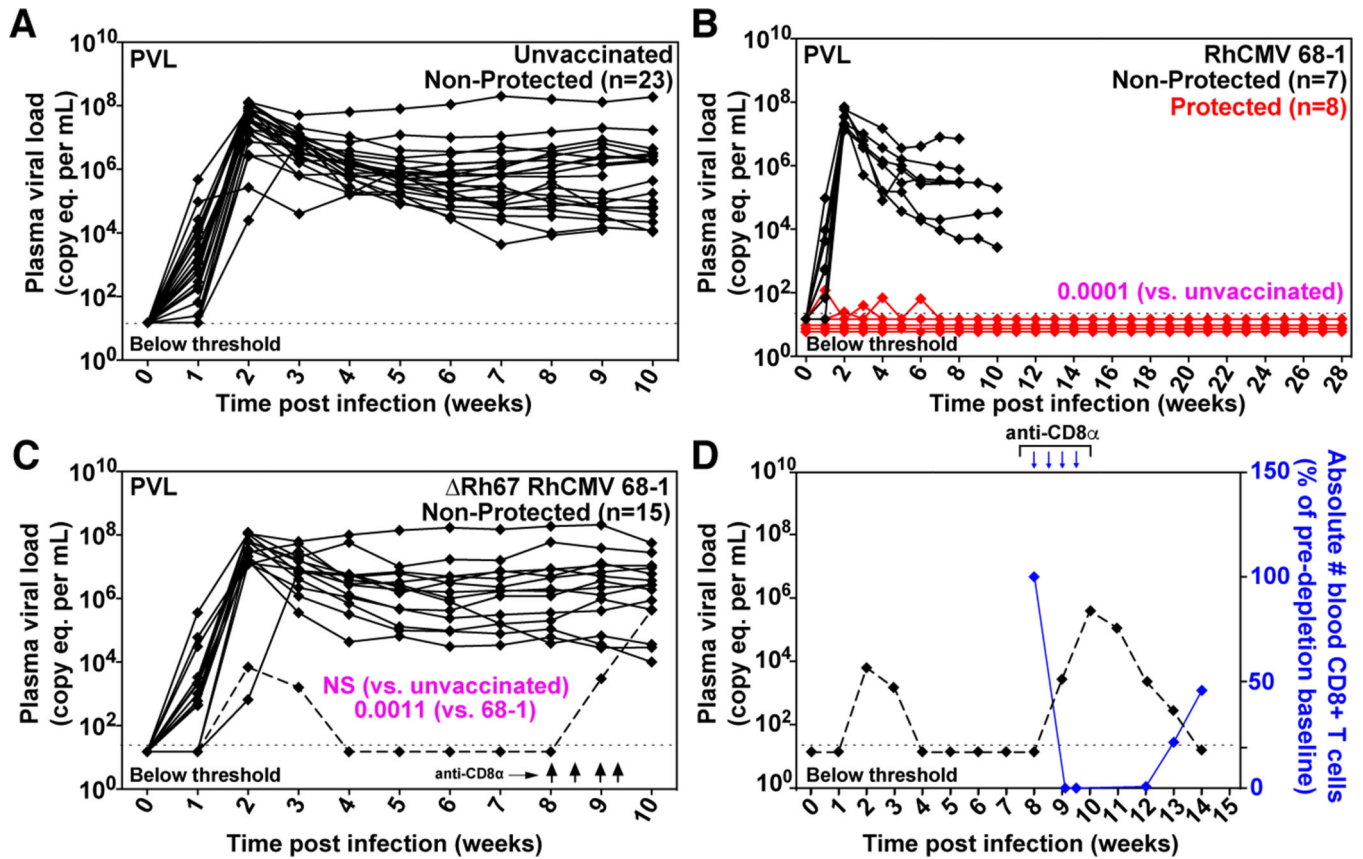 A
PVL
Unvaccinated
Non-Protected (n=23)
Plasma viral load
(copy eq. per mL)
10^10
10^8
10^6
10^4
10^2
10^0
Below threshold
0 1 2 3 4 5 6 7 8 9 10
Time post infection (weeks)
B
PVL
RhCMV 68-1
Non-Protected (n=7)
Protected (n=8)
Plasma viral load
(copy eq. per mL)
10^10
10^8
10^6
10^4
10^2
10^0
0.0001 (vs. unvaccinated)
Below threshold
0 2 4 6 8 10 12 14 16 18 20 22 24 26 28
Time post infection (weeks)
C
PVL
ΔRh67 RhCMV 68-1
Non-Protected (n=15)
Plasma viral load
(copy eq. per mL)
10^10
10^8
10^6
10^4
10^2
10^0
NS (vs. unvaccinated)
0.0011 (vs. 68-1)
anti-CD8α
Below threshold
0 1 2 3 4 5 6 7 8 9 10
Time post infection (weeks)
D
anti-CD8α
Plasma viral load
(copy eq. per mL)
10^10
10^8
10^6
10^4
10^2
10^0
150
100
50
0
Absolute # blood CD8+ T cells
(% of pre-depletion baseline)
0 1 2 3 4 5 6 7 8 9 10 11 12 13 14 15
Time post infection (weeks)